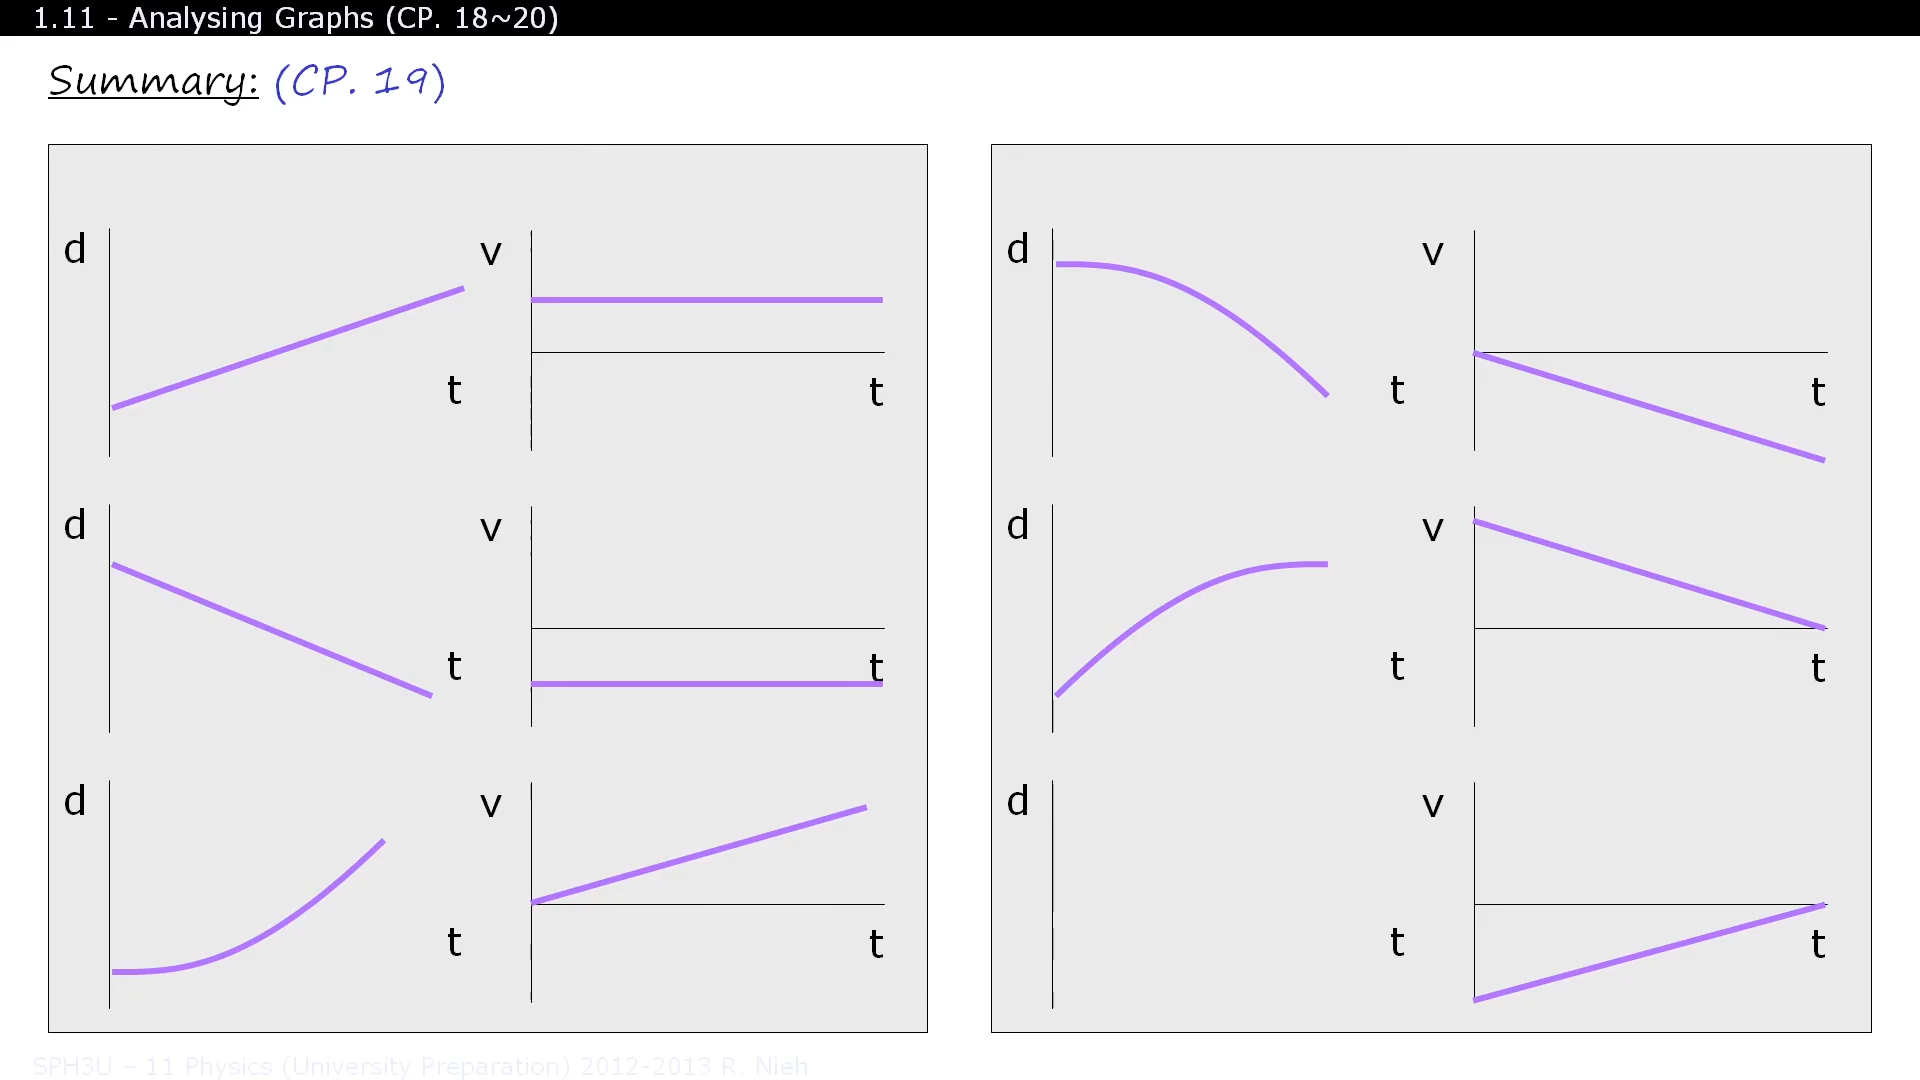 1.11 - Analysing Graphs (CP. 18~20)
Summary: (CP. 19)
d
v
t
t
d
v
t
t
d
v
t
t
d
v
t
t
d
v
t
t
d
v
t
t
SPH3U – 11 Physics (University Preparation) 2012-2013 R. Nieh